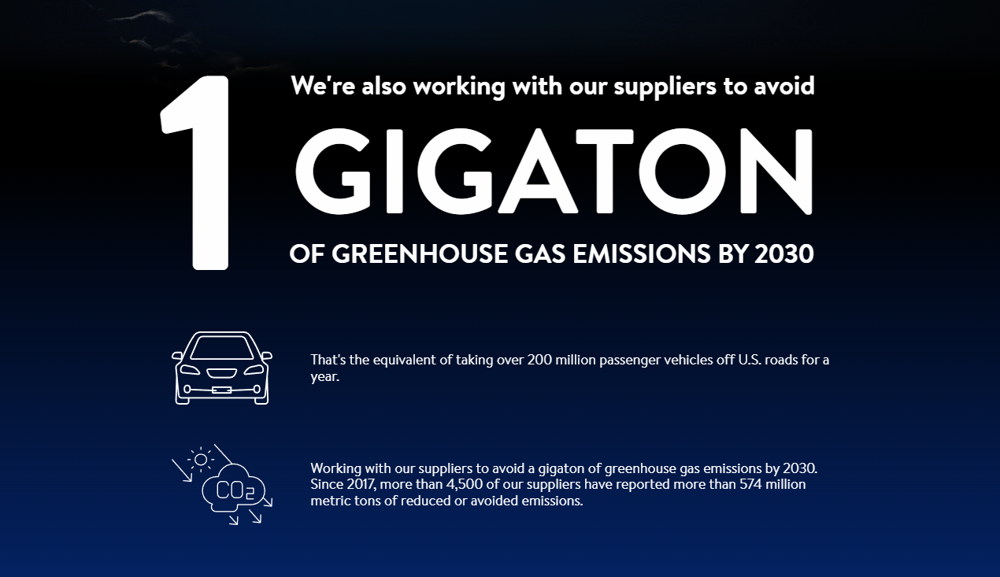 1
We're also working with our suppliers to avoid
GIGATON
OF GREENHOUSE GAS EMISSIONS BY 2030
That's the equivalent of taking over 200 million passenger vehicles off U.S. roads for a
year.
CO2
Working with our suppliers to avoid a gigaton of greenhouse gas emissions by 2030.
Since 2017, more than 4,500 of our suppliers have reported more than 574 million
metric tons of reduced or avoided emissions.